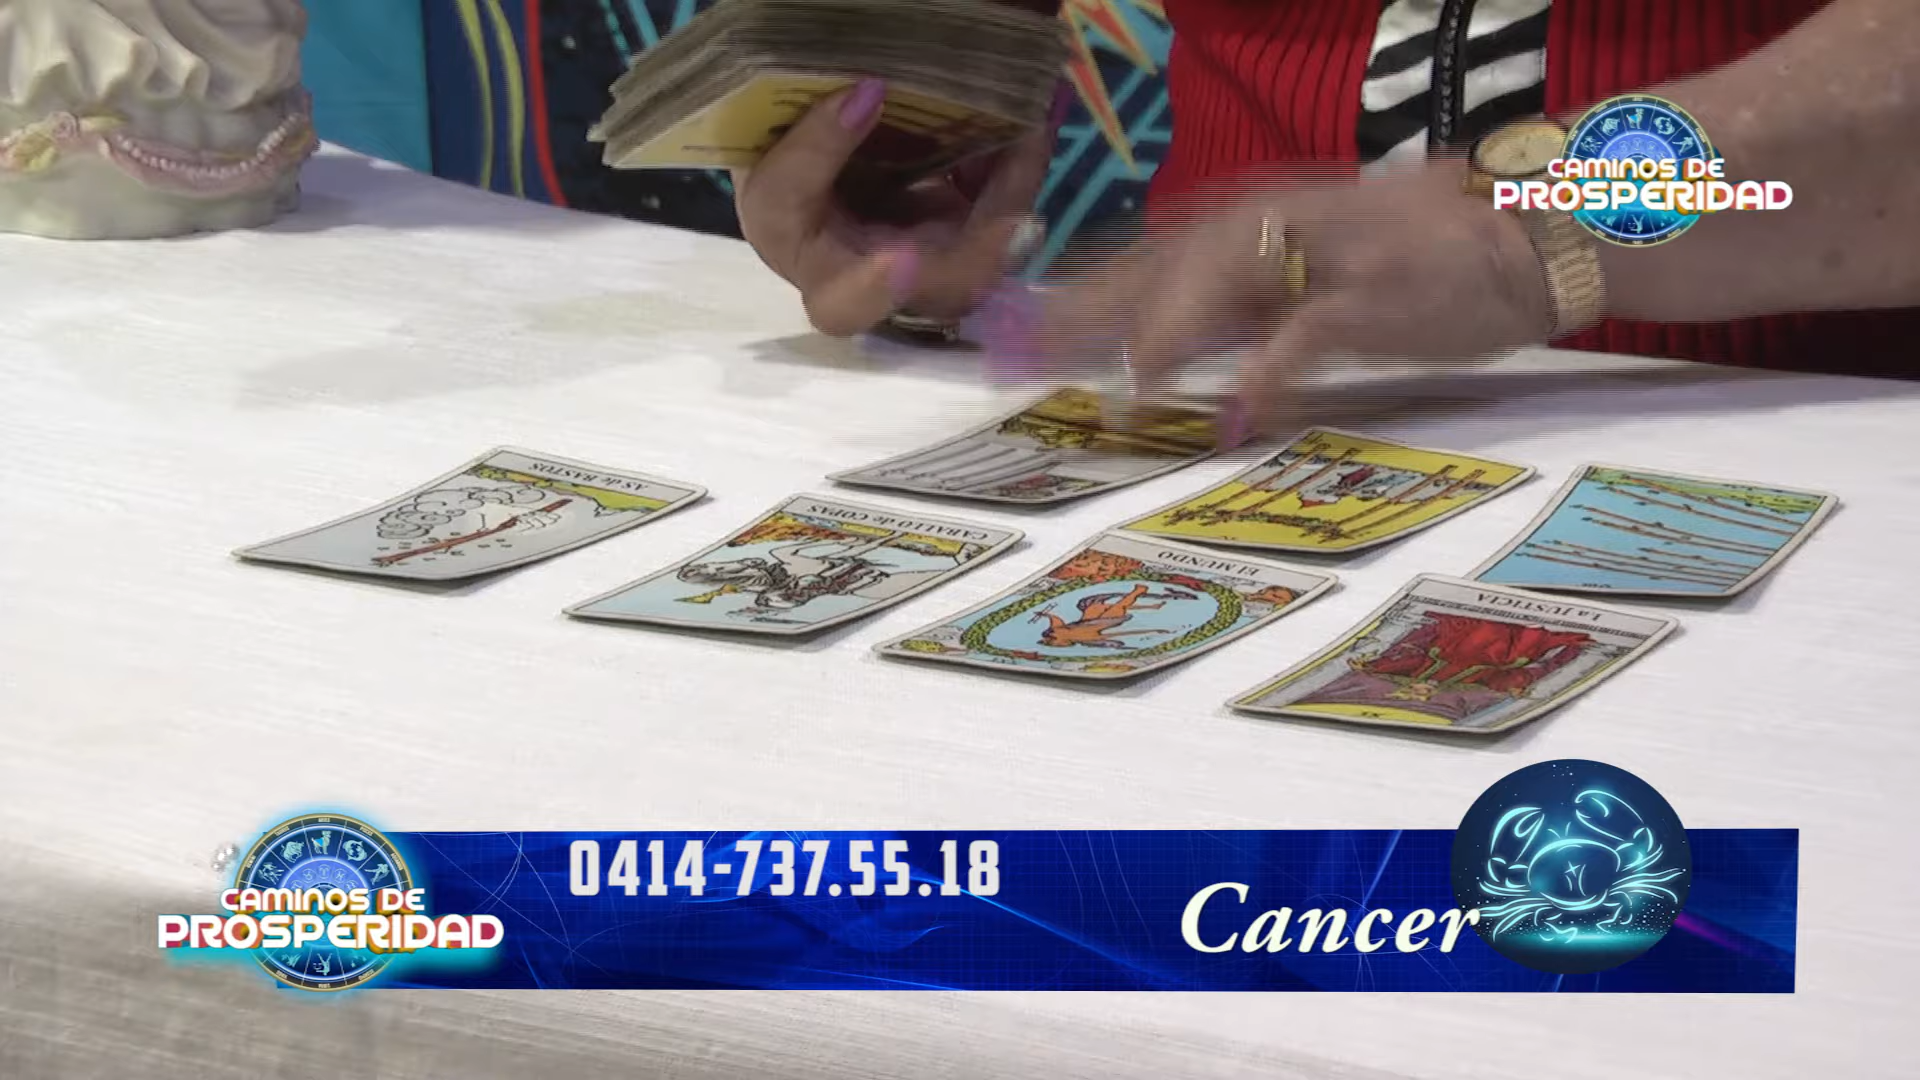 CAMINOS DE
PROSPERIDAD
AS de BASTOS
CABALLO de COPAS
El MUNDO
La JUSTICIA
XI
0414-737.55.18
Cancer
CAMINOS DE
PROSPERIDAD